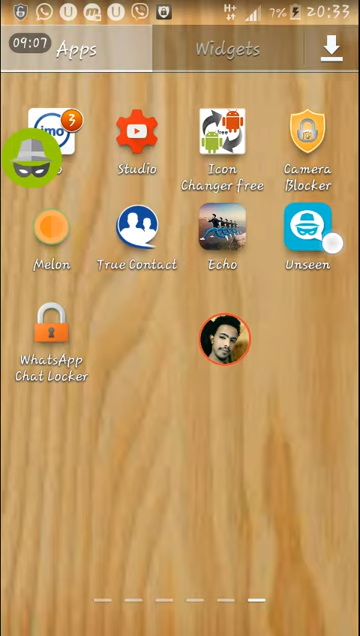 H+
7%
20:33
09:07
Apps
Widgets
imo
3
Studio
Icon
Changer free
Camera
Blocker
Melon
True Contact
Echo
Unseen
WhatsApp
Chat Locker